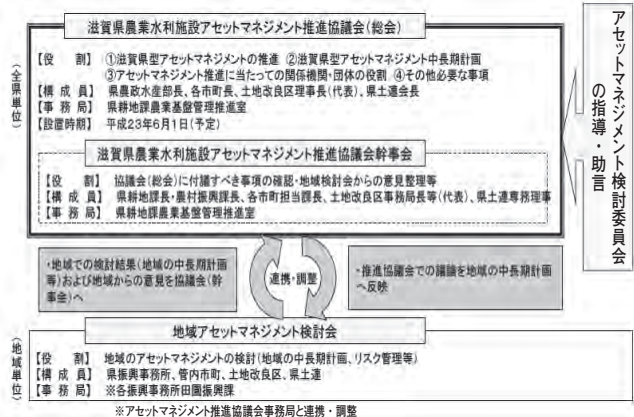 滋賀県農業水利施設アセットマネジメント推進協議会(総会)
【役　割】 ①滋賀県型アセットマネジメントの推進 ②滋賀県型アセットマネジメント中長期計画
③アセットマネジメント推進に当たっての関係機関・団体の役割 ④その他必要な事項
【構成員】 県農政水産部長、各市町長、土地改良区理事長(代表)、県土連会長
【事務局】 県耕地課農業基盤管理推進室
【設置時期】 平成23年6月1日(予定)
(全県単位)
滋賀県農業水利施設アセットマネジメント推進協議会幹事会
【役　割】 協議会(総会)に付議すべき事項の確認・地域検討会からの意見整理等
【構成員】 県耕地課長・農村振興課長、各市町担当課長、土地改良区事務局長等(代表)、県土連専務理事
【事務局】 県耕地課農業基盤管理推進室
アセットマネジメント検討委員会
の指導・助言
・地域での検討結果(地域の中長期計画
等)および地域からの意見を協議会(幹
事会)へ
連携・調整
・推進協議会での議論を地域の中長期計画
へ反映
(地域単位)
地域アセットマネジメント検討会
【役　割】 地域のアセットマネジメントの検討(地域の中長期計画、リスク管理等)
【構成員】 県振興事務所、管内市町、土地改良区、県土連
【事務局】 ※各振興事務所田園振興課
※アセットマネジメント推進協議会事務局と連携・調整